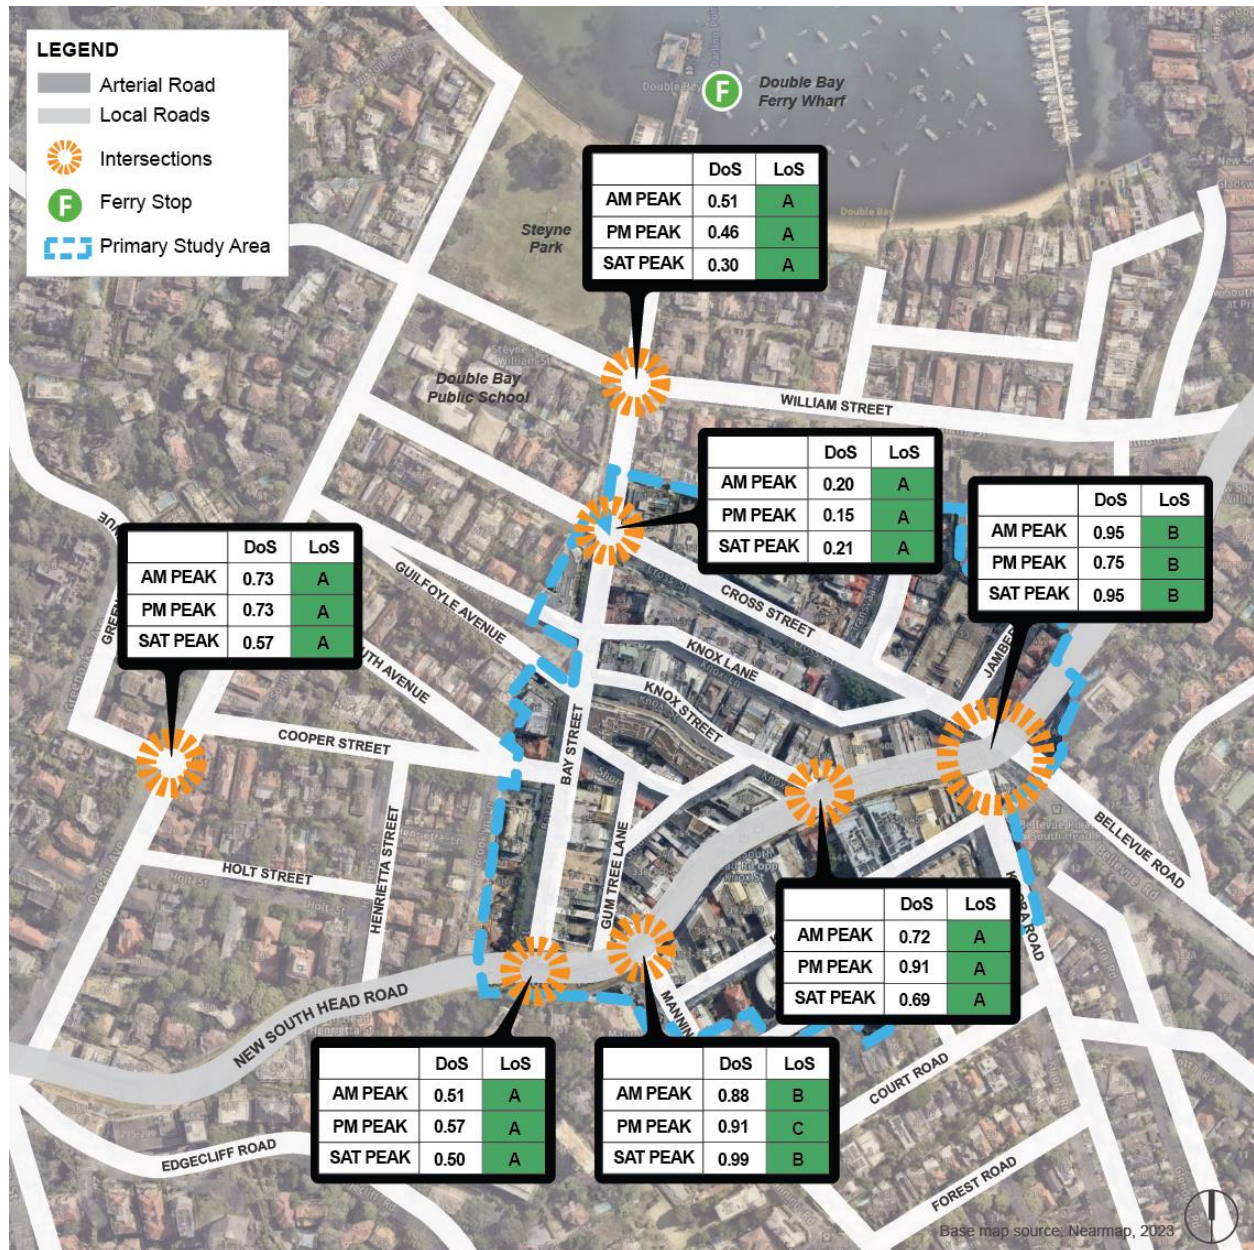 LEGEND
Arterial Road
Local Roads
Intersections
F
Ferry Stop
Primary Study Area
F
Double Bay
Ferry Wharf
Double Bay
Steyne
Park
DoS LoS
AM PEAK 0.51 A
PM PEAK 0.46 A
SAT PEAK 0.30 A
Double Bay
Public School
WILLIAM STREET
DoS LoS
AM PEAK 0.20 A
PM PEAK 0.15 A
SAT PEAK 0.21 A
DoS LoS
AM PEAK 0.95 B
PM PEAK 0.75 B
SAT PEAK 0.95 B
DoS LoS
AM PEAK 0.73 A
PM PEAK 0.73 A
SAT PEAK 0.57 A
GUILFOYLE AVENUE
CROSS STREET
KNOX LANE
KNOX STREET
BAY STREET
COOPER STREET
HENRIETTA STREET
HOLT STREET
GUM TREE LANE
BELLEVUE ROAD
NEW SOUTH HEAD ROAD
DoS LoS
AM PEAK 0.72 A
PM PEAK 0.91 A
SAT PEAK 0.69 A
DoS LoS
AM PEAK 0.51 A
PM PEAK 0.57 A
SAT PEAK 0.50 A
DoS LoS
AM PEAK 0.88 B
PM PEAK 0.91 C
SAT PEAK 0.99 B
COURT ROAD
EDGECLIFF ROAD
FOREST ROAD
Base map source: Nearmap, 2023